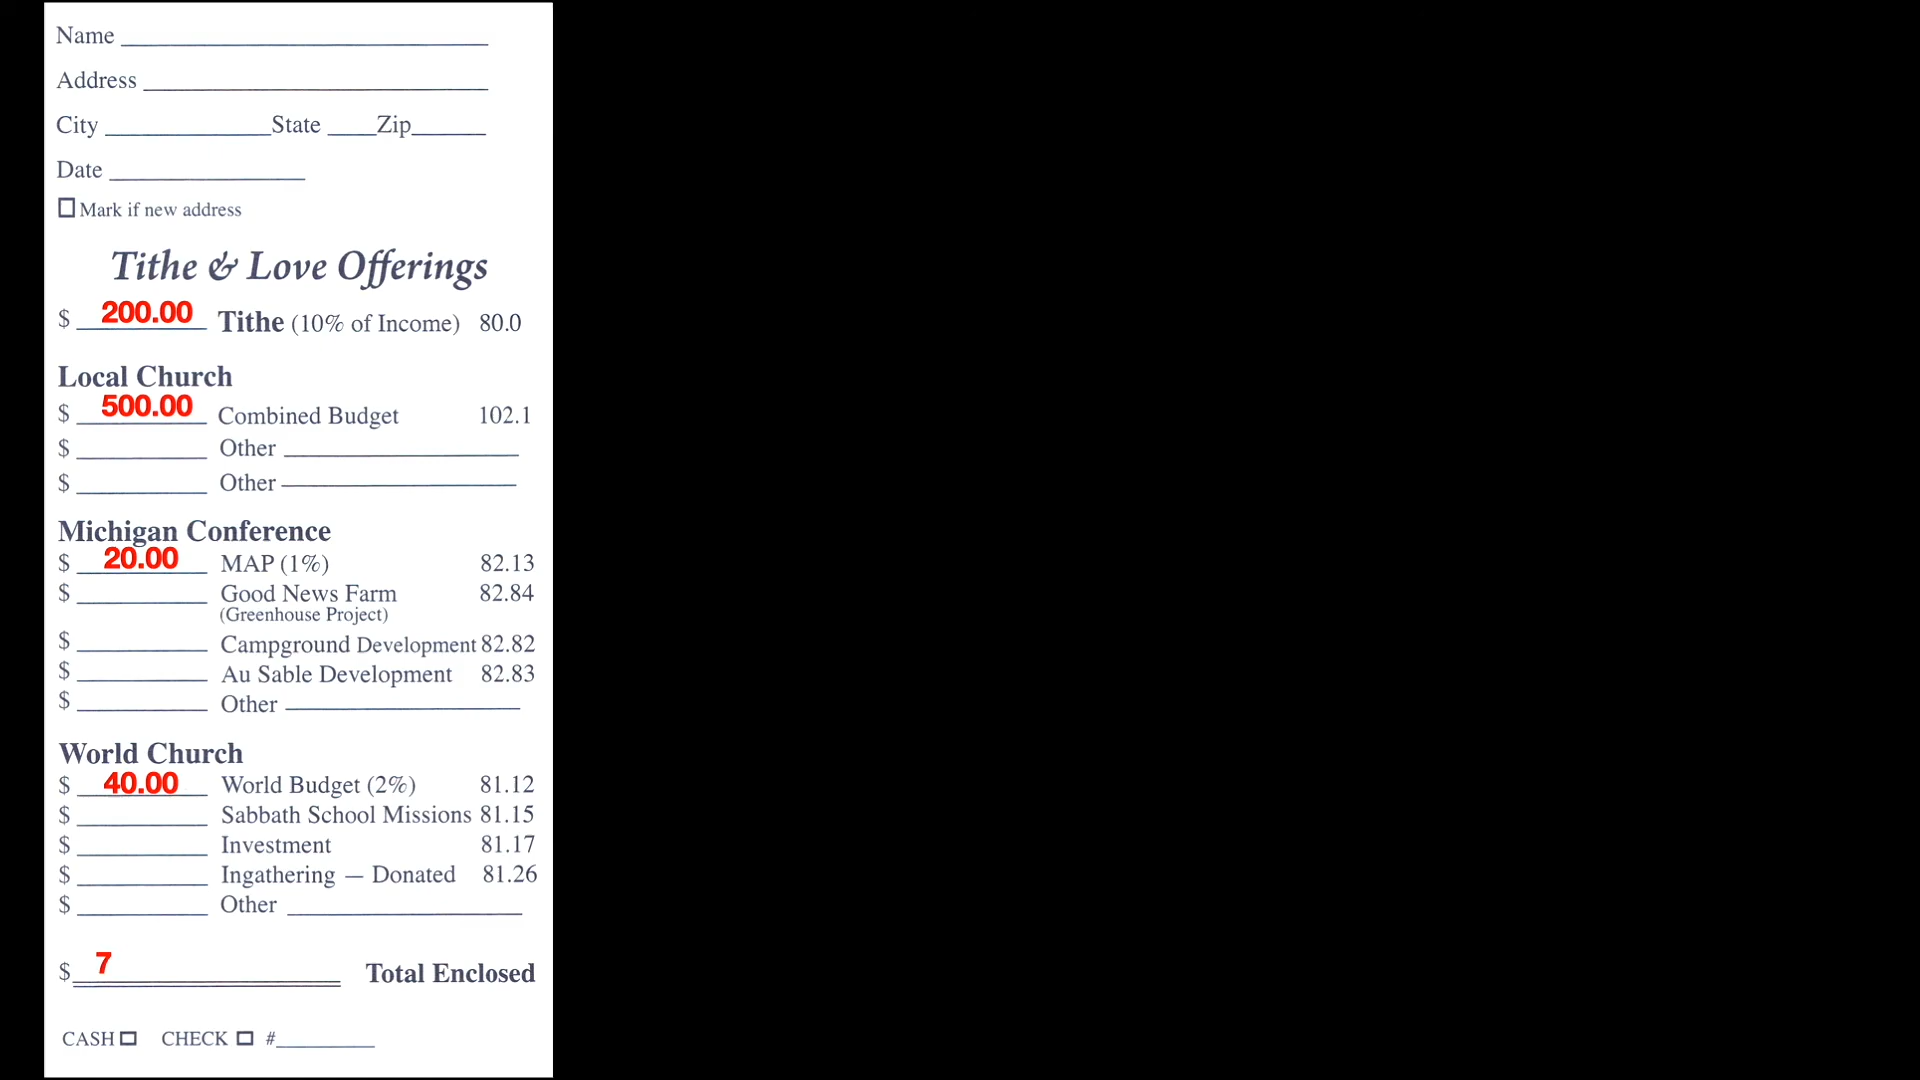 Name
Address
City State Zip
Date
Mark if new address
Tithe & Love Offerings
$ 200.00 Tithe (10% of Income) 80.0
Local Church
$ 500.00 Combined Budget 102.1
$ Other
$ Other
Michigan Conference
$ 20.00 MAP (1%) 82.13
$ Good News Farm 82.84
(Greenhouse Project)
$ Campground Development 82.82
$ Au Sable Development 82.83
$ Other
World Church
$ 40.00 World Budget (2%) 81.12
$ Sabbath School Missions 81.15
$ Investment 81.17
$ Ingathering — Donated 81.26
$ Other
$ 7 Total Enclosed
CASH CHECK #